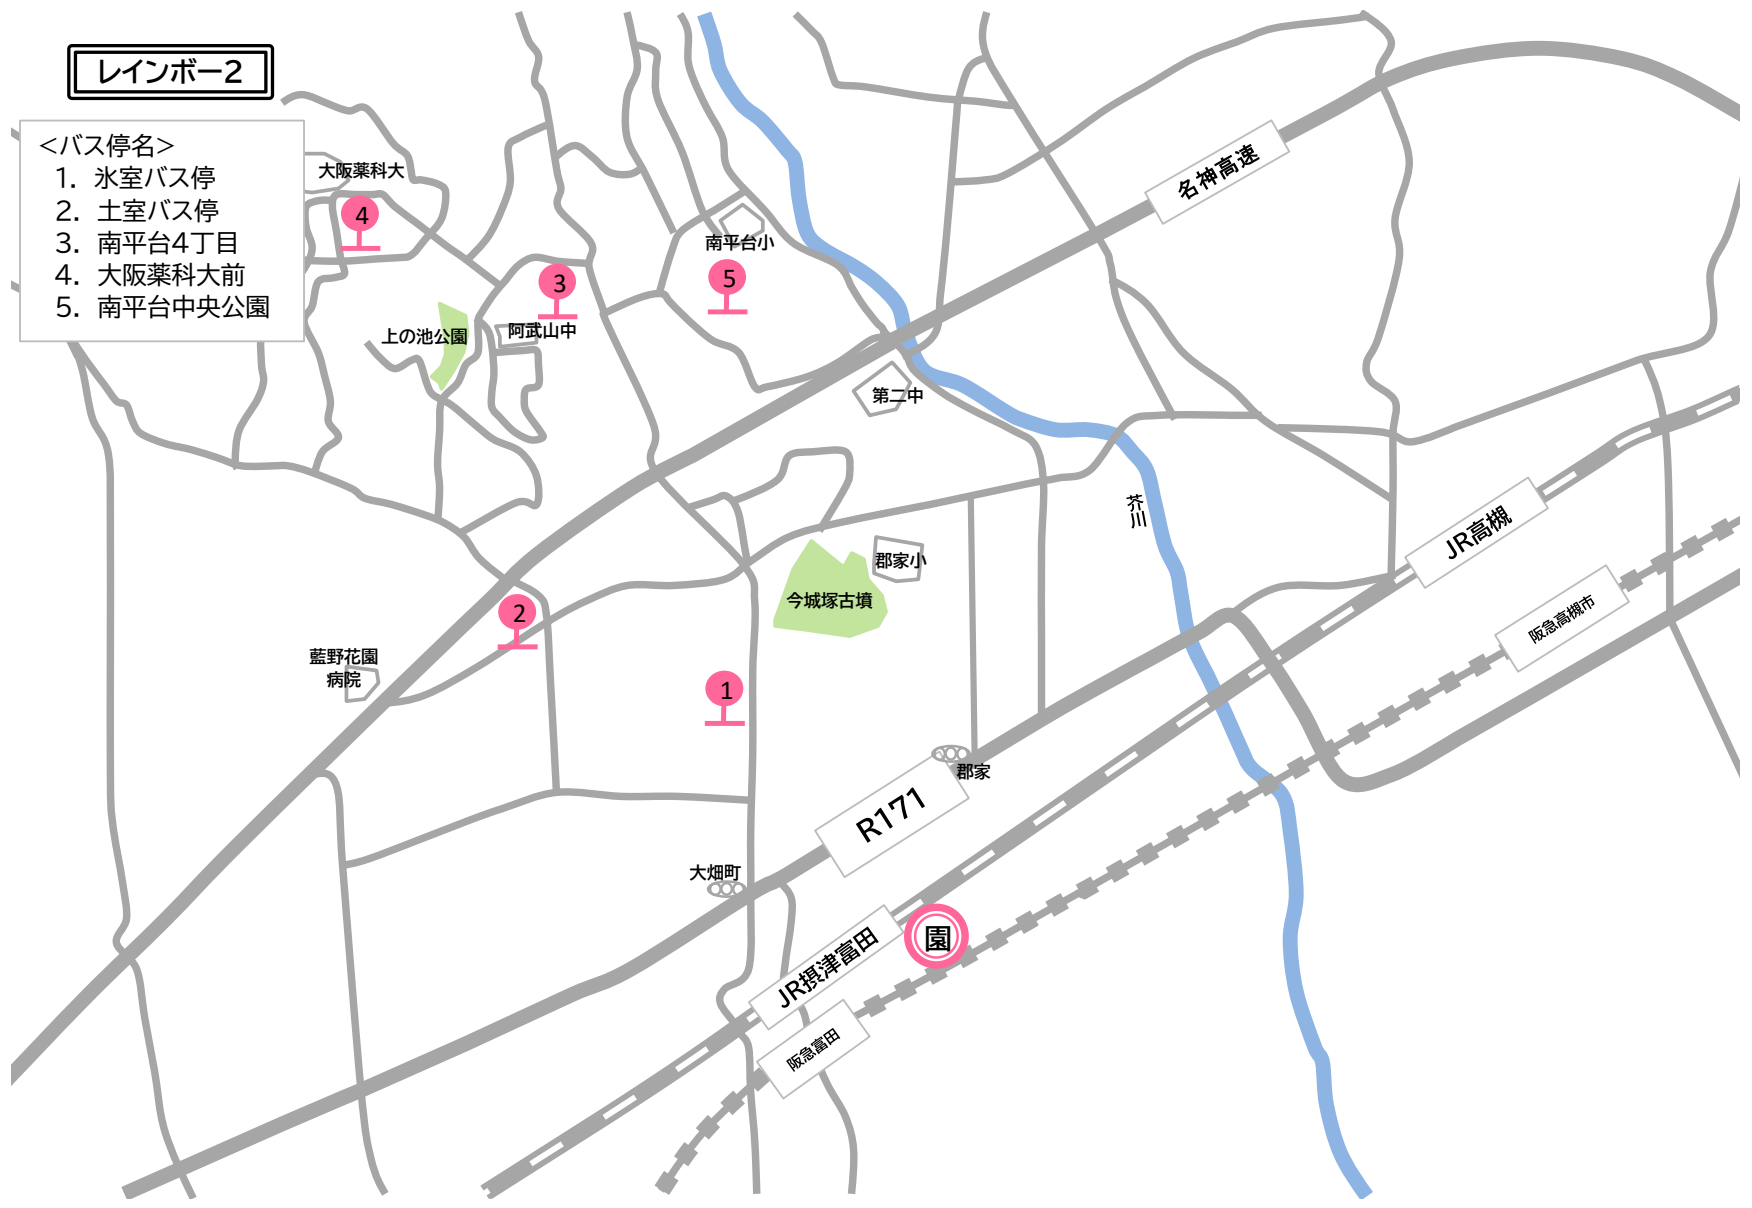 レインボー2
<バス停名>
1. 氷室バス停
2. 土室バス停
3. 南平台4丁目
4. 大阪薬科大前
5. 南平台中央公園
大阪薬科大
4
名神高速
南平台小
5
3
上の池公園
阿武山中
第二中
芥川
JR高槻
郡家小
今城塚古墳
阪急高槻市
2
藍野花園
病院
1
郡家
R171
大畑町
JR摂津富田
園
阪急富田